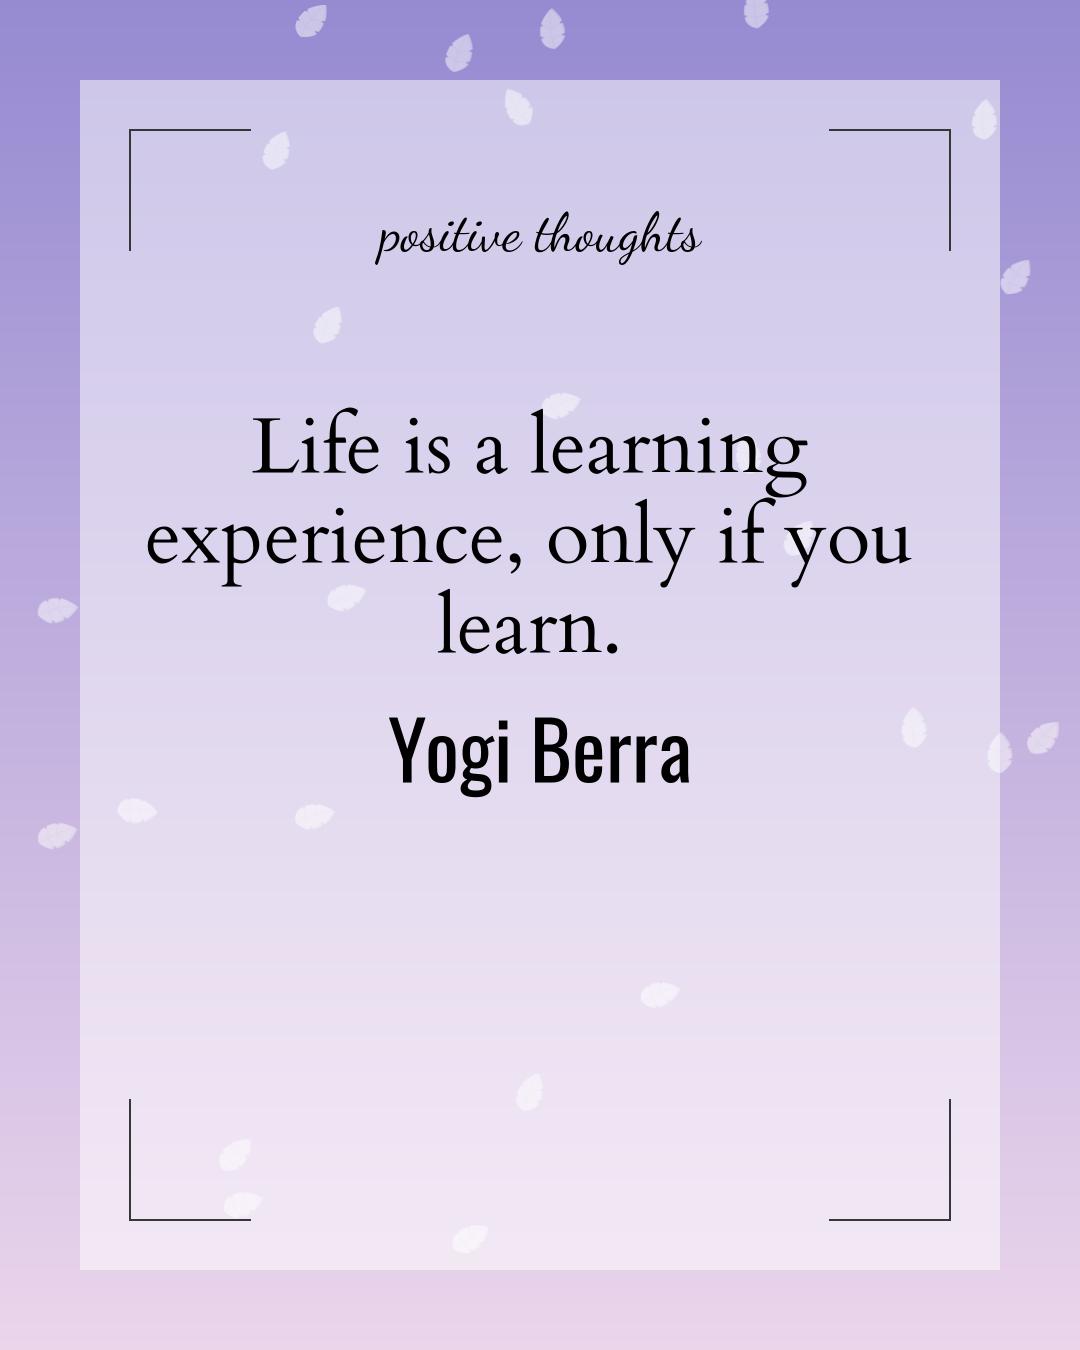 positive thoughts
Life is a learning
experience, only if you
learn.
Yogi Berra